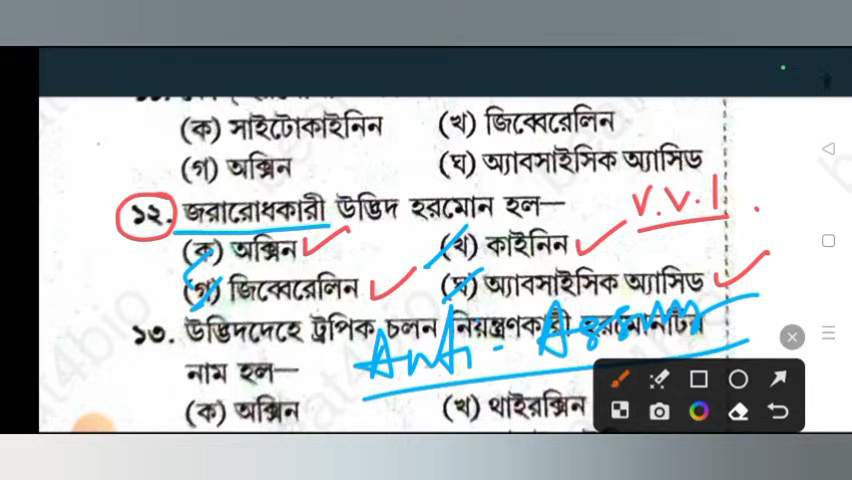 (ক) সাইটোকাইনিন (খ) জিব্বেরেলিন
(গ) অক্সিন (ঘ) অ্যাবসাইসিক অ্যাসিড
১২. জরারোধকারী উদ্ভিদ হরমোন হল— V.V.I.
(ক) অক্সিন (খ) কাইনিন
(গ) জিব্বেরেলিন (ঘ) অ্যাবসাইসিক অ্যাসিড
১৩. উদ্ভিদদেহে ট্রপিক চলন নিয়ন্ত্রণকারী হরমোনটির
নাম হল—
Anti-
(ক) অক্সিন (খ) থাইরক্সিন